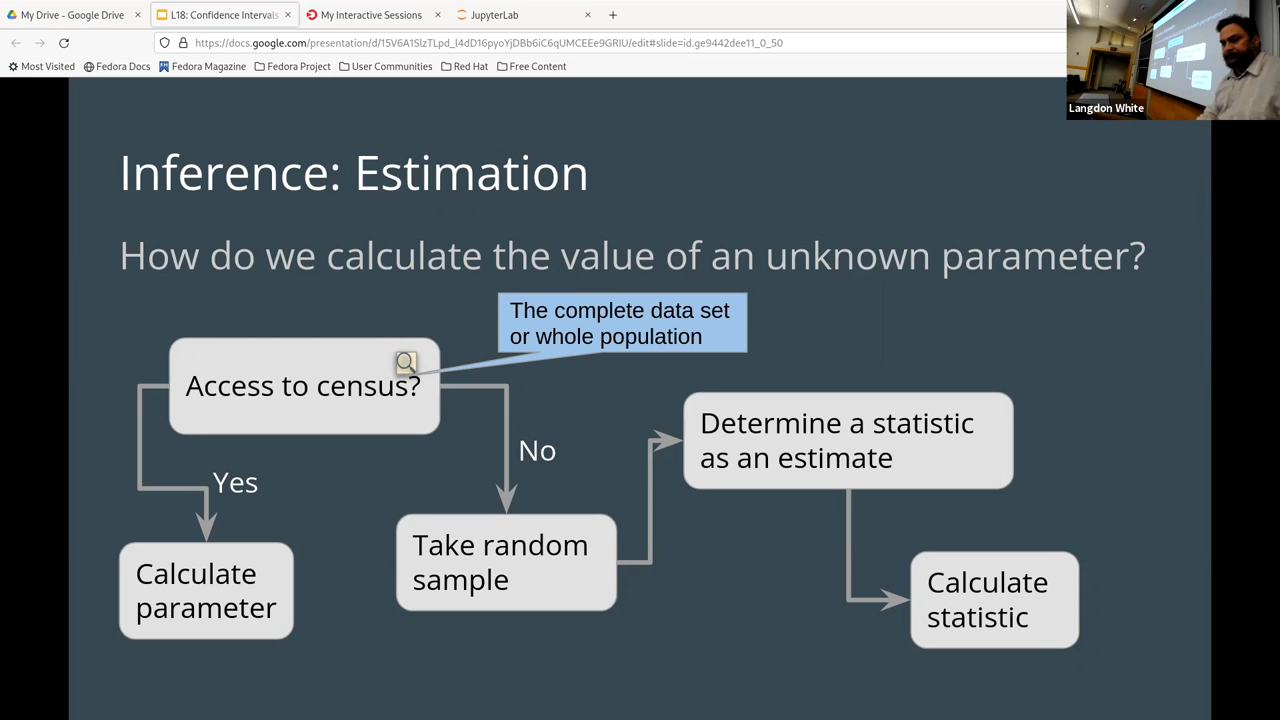 My Drive - Google Drive
L18: Confidence Intervals
My Interactive Sessions
JupyterLab
https://docs.google.com/presentation/d/15V6A1SlzTLpd_l4dD16pyoYjDBb6iC6qUMCEEe9GRIU/edit#slide=id.ge9442dee11_0_50
Most Visited
Fedora Docs
Fedora Magazine
Fedora Project
User Communities
Red Hat
Free Content
Langdon White
Inference: Estimation
How do we calculate the value of an unknown parameter?
The complete data set
or whole population
Access to census?
Determine a statistic
as an estimate
No
Yes
Take random
sample
Calculate
parameter
Calculate
statistic